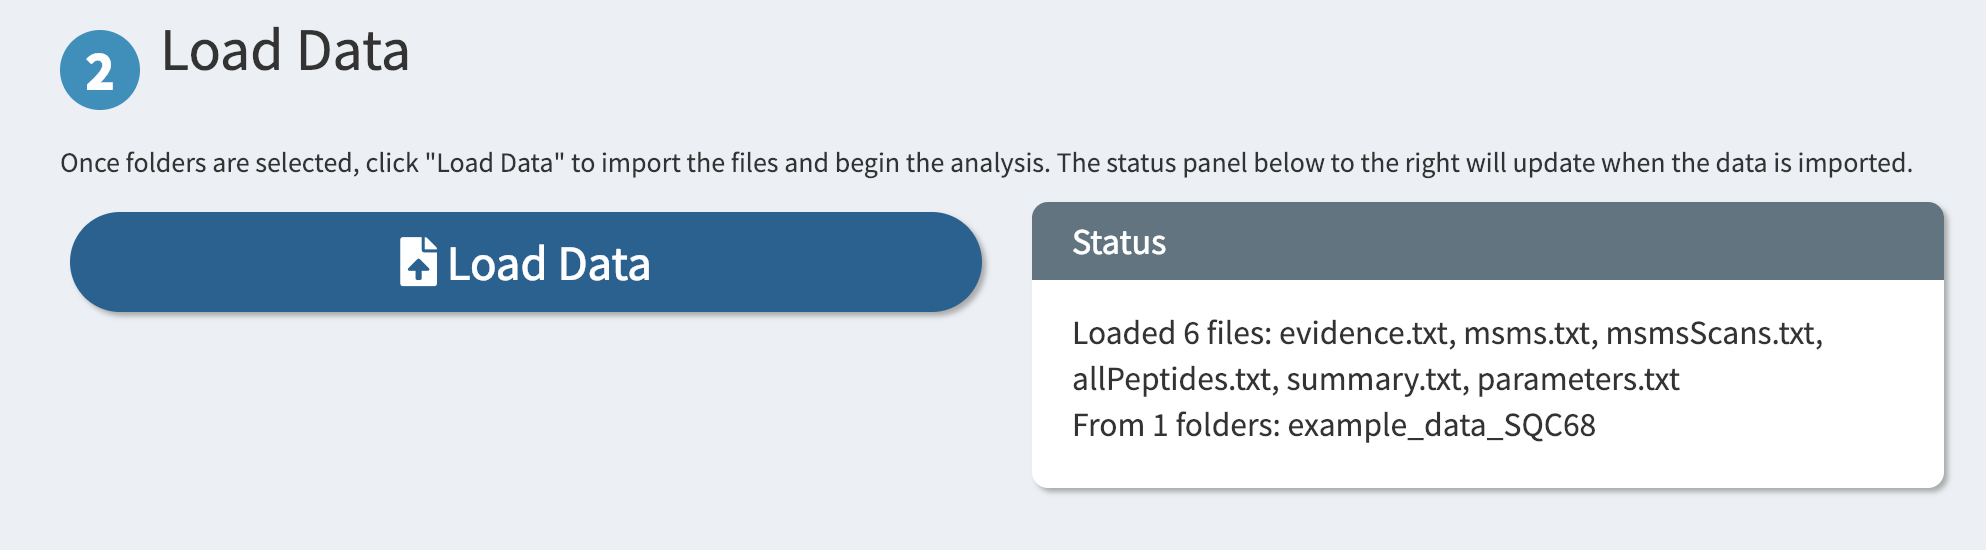 2 Load Data
Once folders are selected, click "Load Data" to import the files and begin the analysis. The status panel below to the right will update when the data is imported.
Load Data
Status
Loaded 6 files: evidence.txt, msms.txt, msmsScans.txt,
allPeptides.txt, summary.txt, parameters.txt
From 1 folders: example_data_SQC68